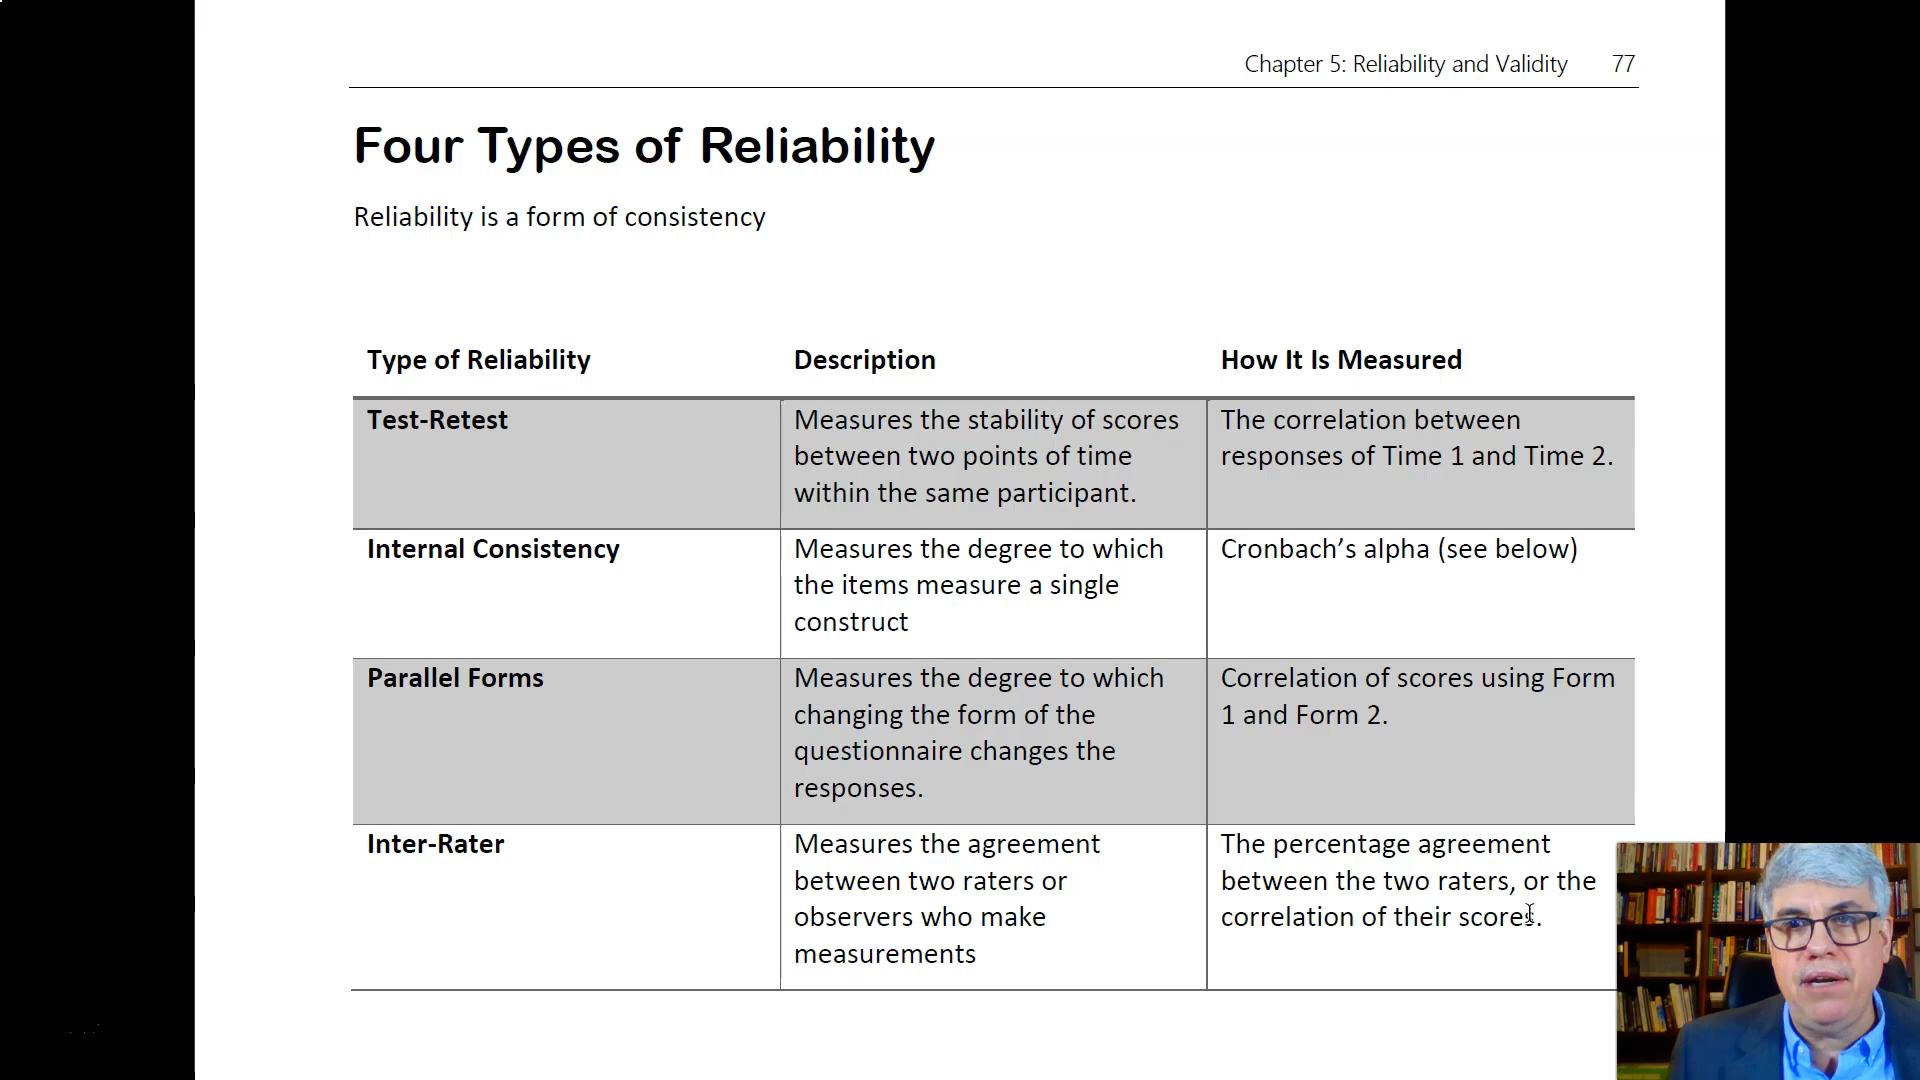 Chapter 5: Reliability and Validity 77
Four Types of Reliability
Reliability is a form of consistency
Type of Reliability Description How It Is Measured
Test-Retest
Measures the stability of scores
between two points of time
within the same participant.
The correlation between
responses of Time 1 and Time 2.
Internal Consistency
Measures the degree to which
the items measure a single
construct
Cronbach’s alpha (see below)
Parallel Forms
Measures the degree to which
changing the form of the
questionnaire changes the
responses.
Correlation of scores using Form
1 and Form 2.
Inter-Rater
Measures the agreement
between two raters or
observers who make
measurements
The percentage agreement
between the two raters, or the
correlation of their scores.